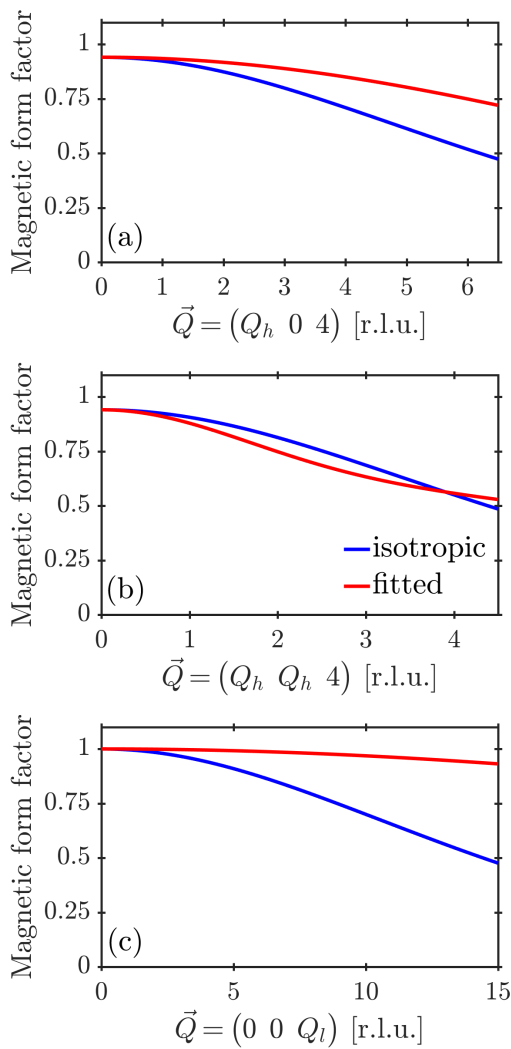 Magnetic form factor
1
0.75
0.5
0.25
0
(a)
0 1 2 3 4 5 6
Q⃗ = (Qₕ 0 4) [r.l.u.]
Magnetic form factor
1
0.75
0.5
0.25
0
(b)
isotropic
fitted
0 1 2 3 4
Q⃗ = (Qₕ Qₕ 4) [r.l.u.]
Magnetic form factor
1
0.75
0.5
0.25
0
(c)
0 5 10 15
Q⃗ = (0 0 Qₗ) [r.l.u.]